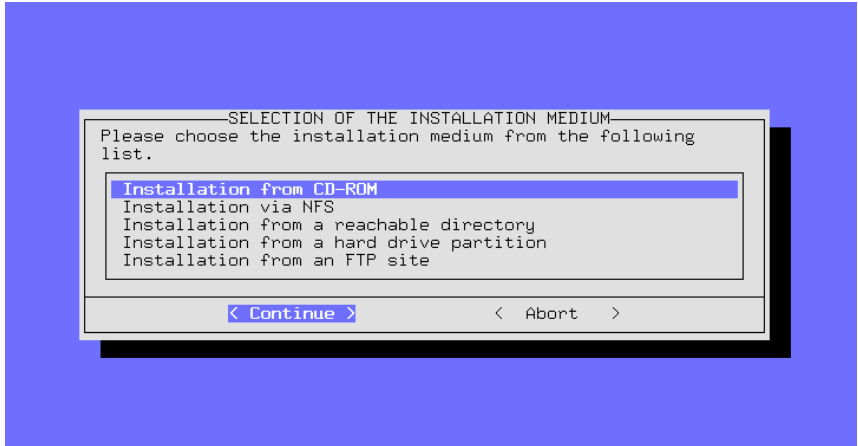 SELECTION OF THE INSTALLATION MEDIUM
Please choose the installation medium from the following
list.
Installation from CD-ROM
Installation via NFS
Installation from a reachable directory
Installation from a hard drive partition
Installation from an FTP site
< Continue > < Abort >